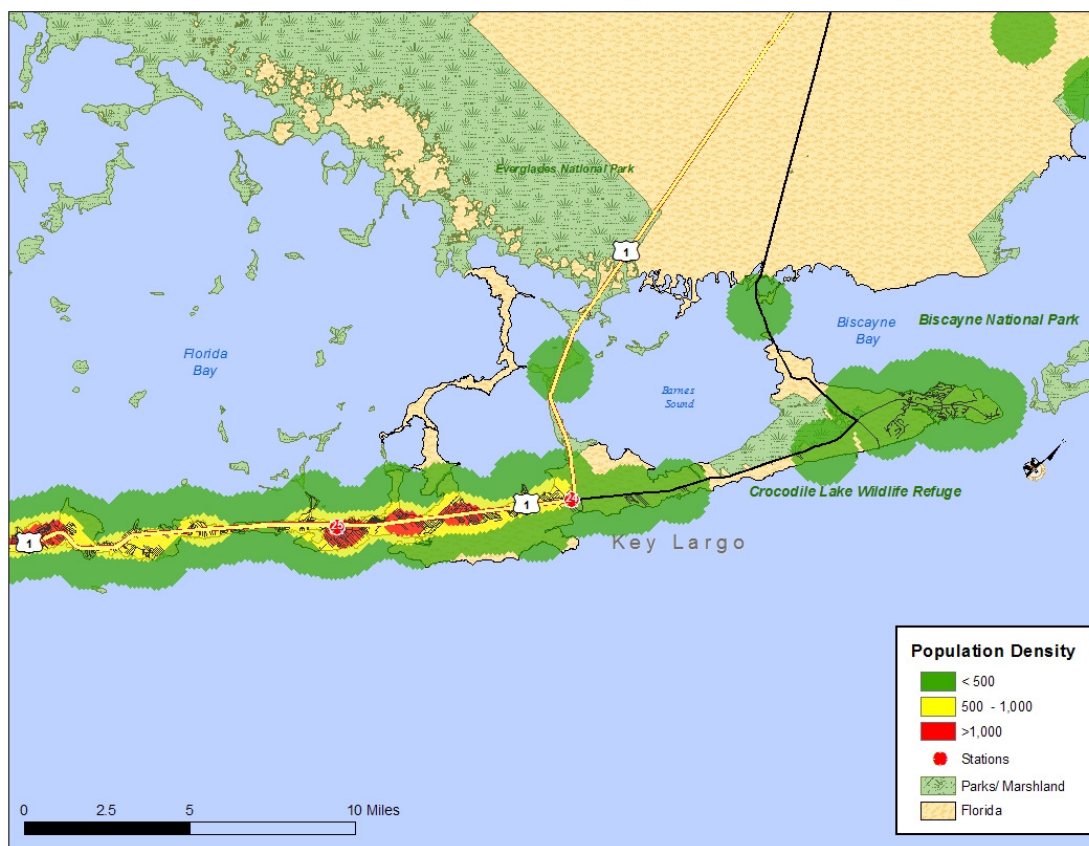 Everglades National Park
1
Florida
Bay
Biscayne
Bay
Biscayne National Park
Barnes
Sound
24
Crocodile Lake Wildlife Refuge
1
25
1
Key Largo
Population Density
< 500
500 - 1,000
>1,000
Stations
Parks/ Marshland
Florida
0 2.5 5 10 Miles